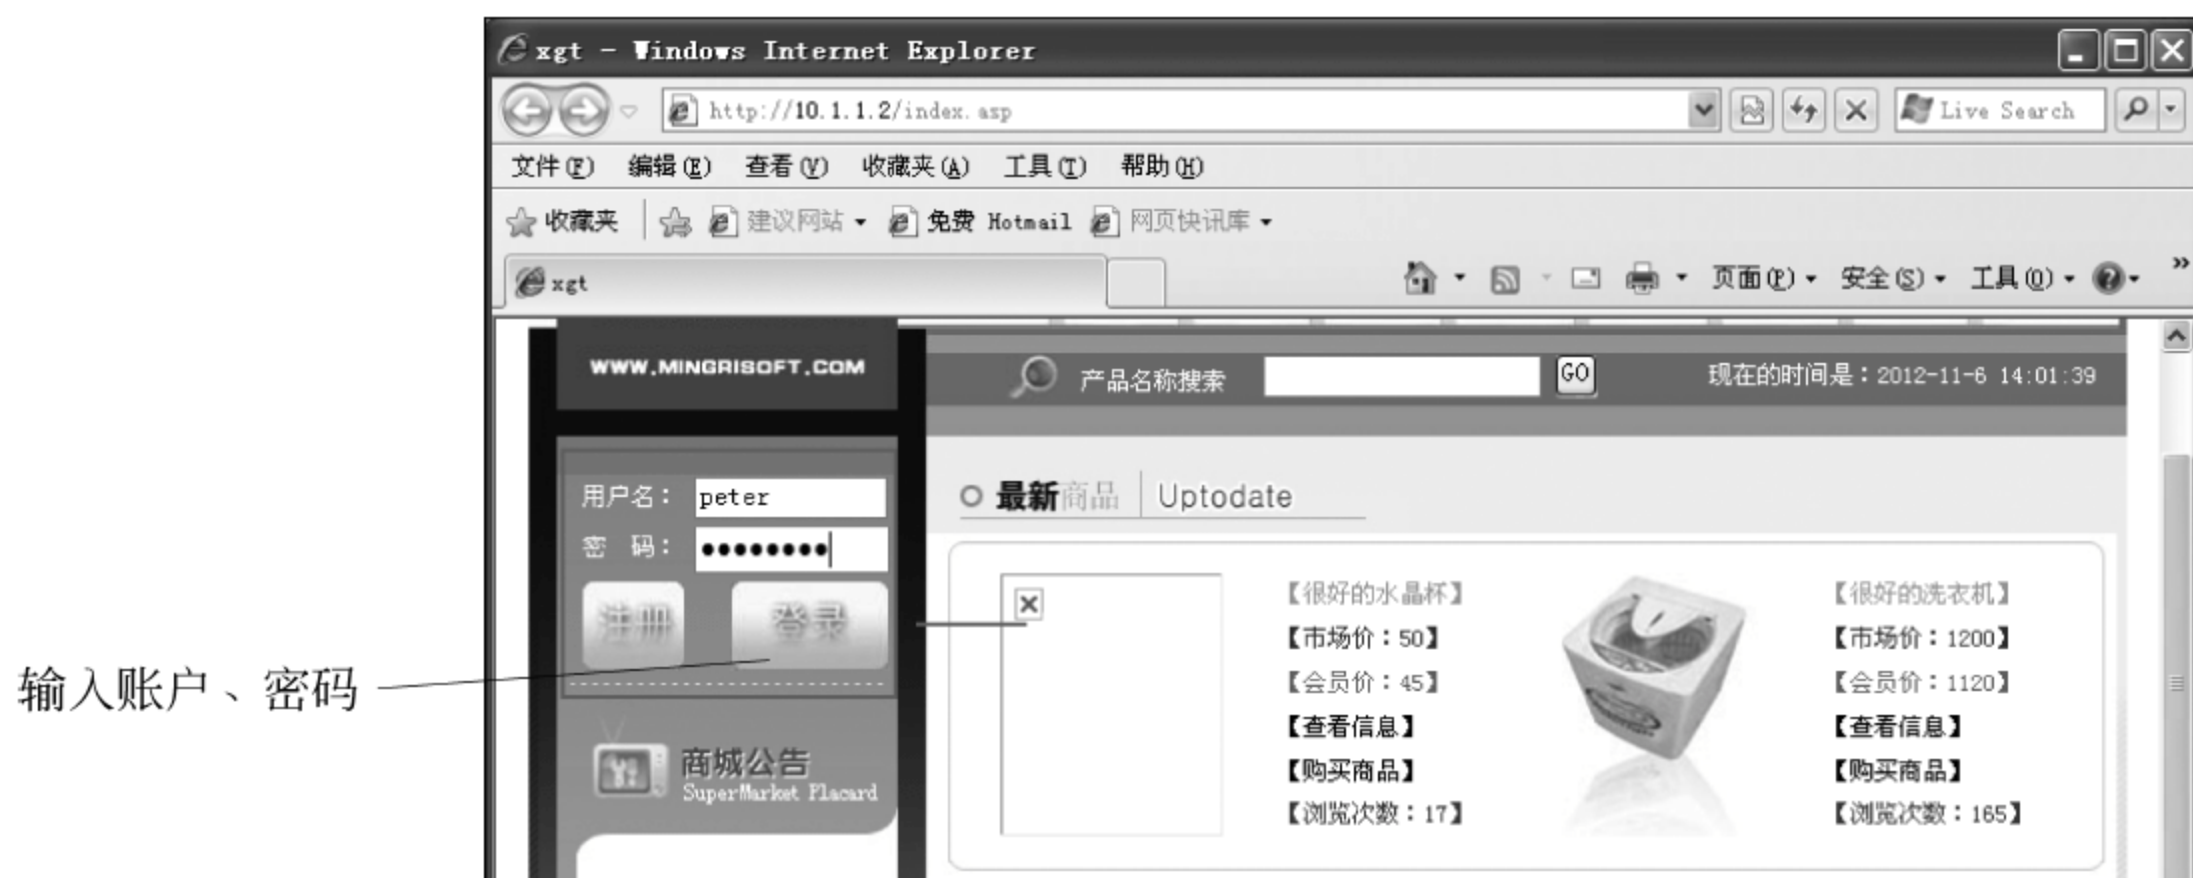 xgt - Windows Internet Explorer
http://10.1.1.2/index.asp
Live Search
文件(F) 编辑(E) 查看(V) 收藏夹(A) 工具(T) 帮助(H)
收藏夹 建议网站 免费 Hotmail 网页快讯库
xgt 页面(P) 安全(S) 工具(O) »
WWW.MINGRISOFT.COM
产品名称搜索 GO 现在的时间是：2012-11-6 14:01:39
用户名： peter
密 码： ●●●●●●●●
注册 登录
输入账户、密码
商城公告
SuperMarket Placard
最新商品 Uptodate
【很好的水晶杯】
【市场价：50】
【会员价：45】
【查看信息】
【购买商品】
【浏览次数：17】
【很好的洗衣机】
【市场价：1200】
【会员价：1120】
【查看信息】
【购买商品】
【浏览次数：165】